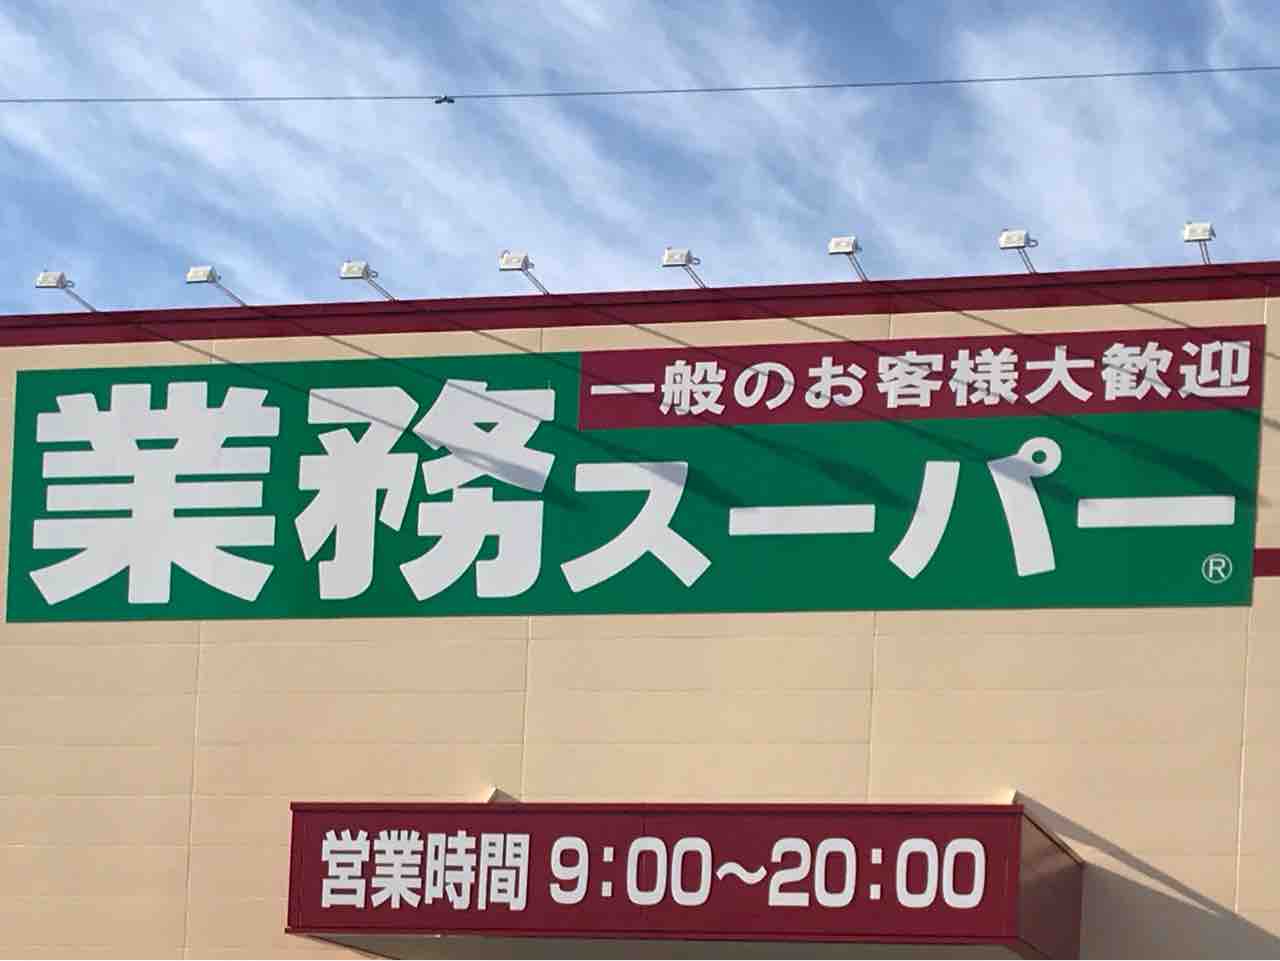 一般のお客様大歓迎
業務スーパー®
営業時間 9:00〜20:00